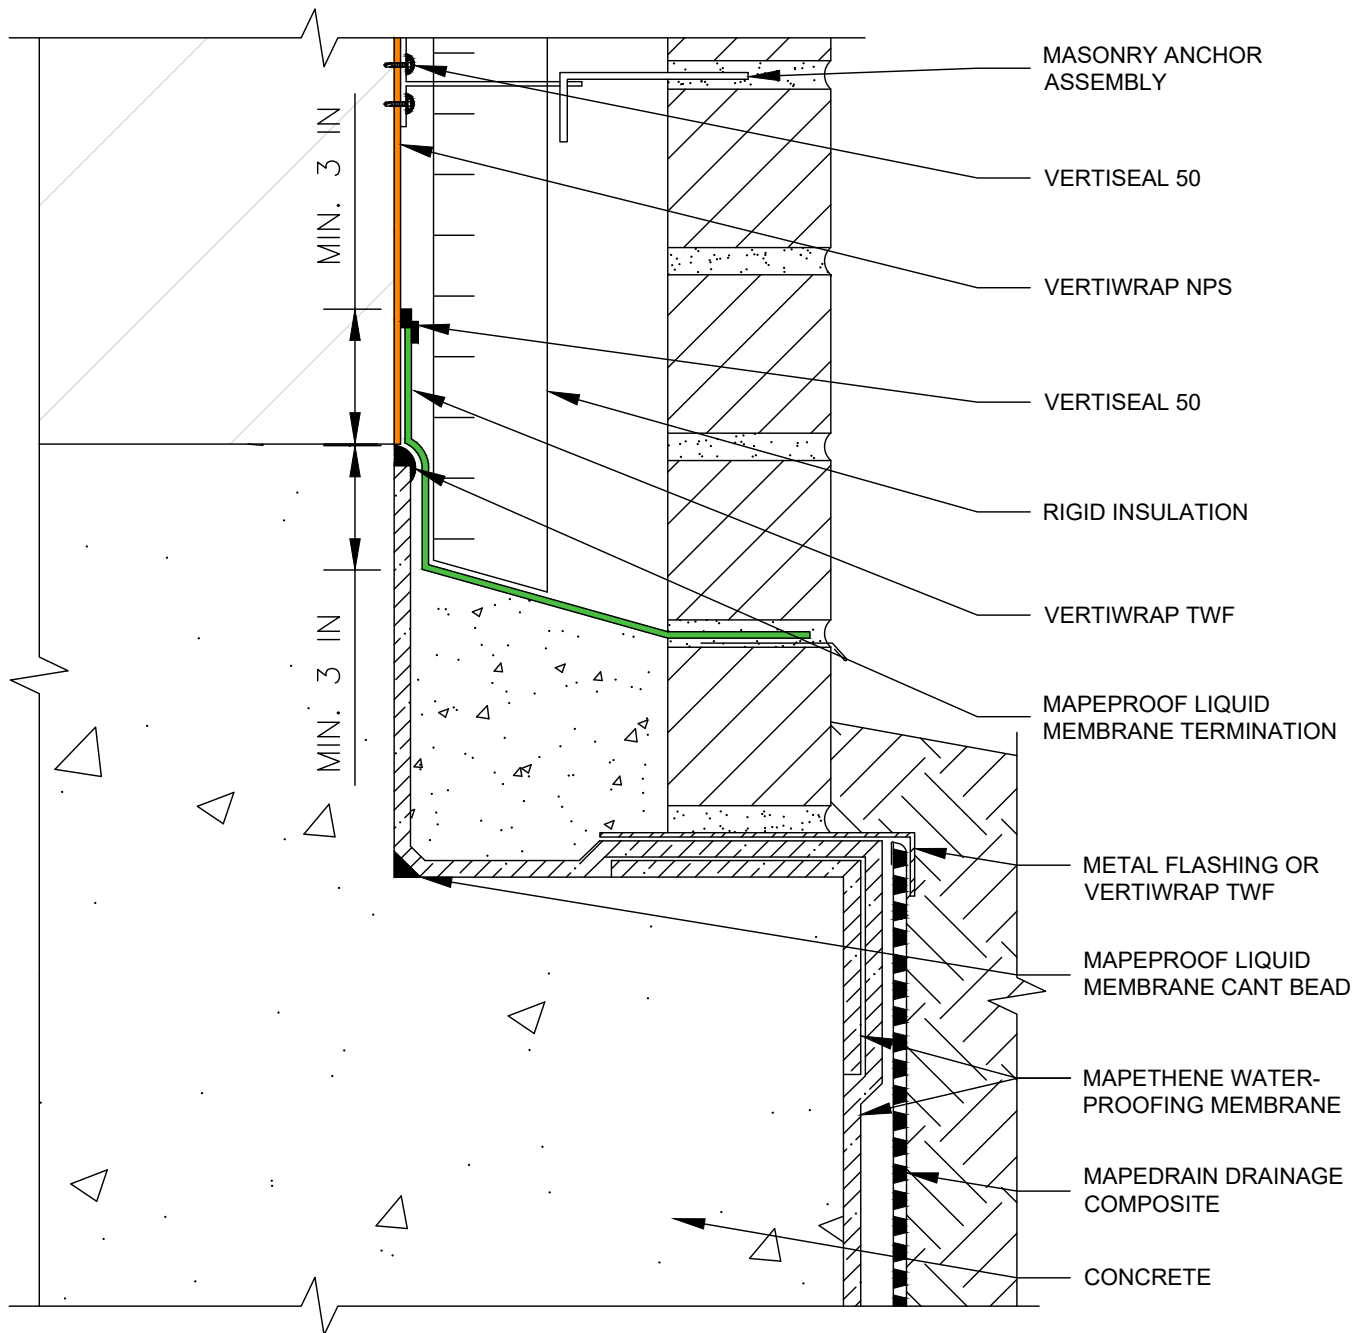 MASONRY ANCHOR
ASSEMBLY
MIN. 3 IN
VERTISEAL 50
VERTIWRAP NPS
VERTISEAL 50
RIGID INSULATION
VERTIWRAP TWF
MIN. 3 IN
MAPEPROOF LIQUID
MEMBRANE TERMINATION
METAL FLASHING OR
VERTIWRAP TWF
MAPEPROOF LIQUID
MEMBRANE CANT BEAD
MAPETHENE WATER-
PROOFING MEMBRANE
MAPEDRAIN DRAINAGE
COMPOSITE
CONCRETE